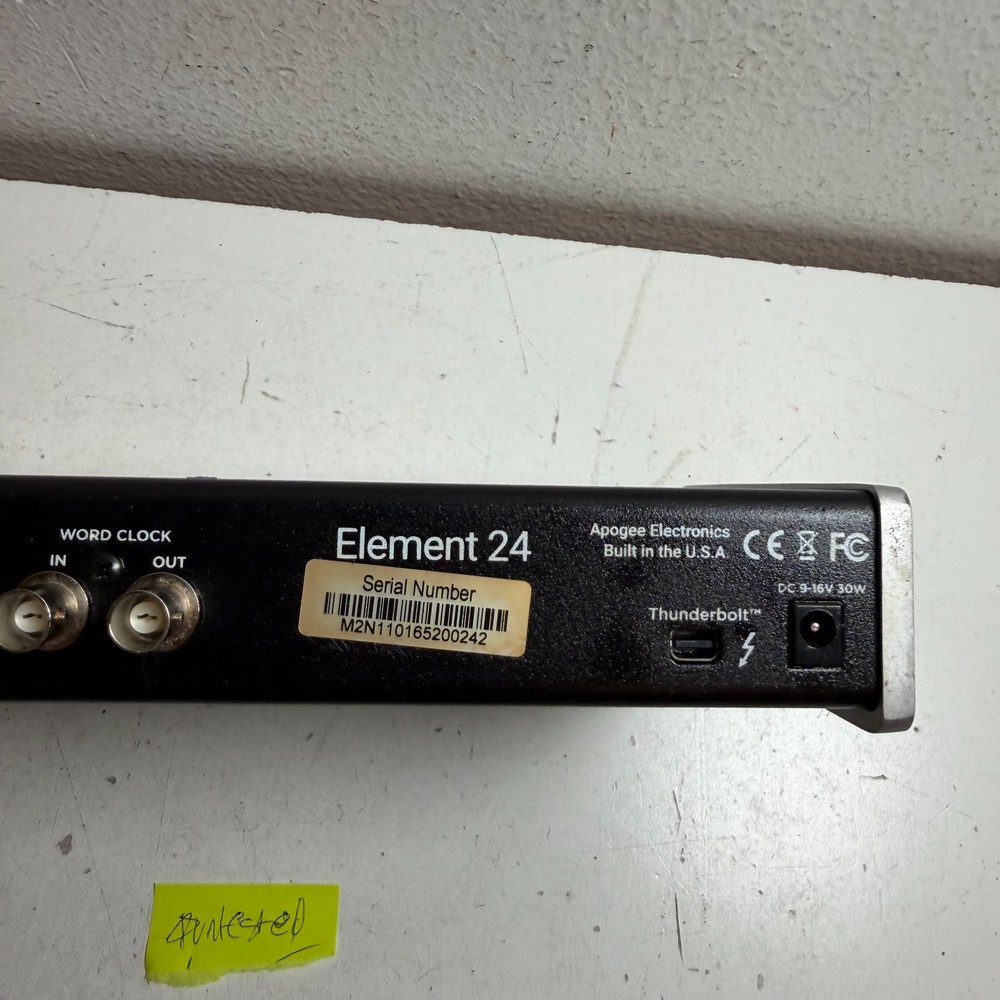 WORD CLOCK
IN OUT
Element 24
Serial Number
M2N110165200242
Apogee Electronics
Built in the U.S.A.
CE FC
DC 9-16V 30W
Thunderbolt™
untested